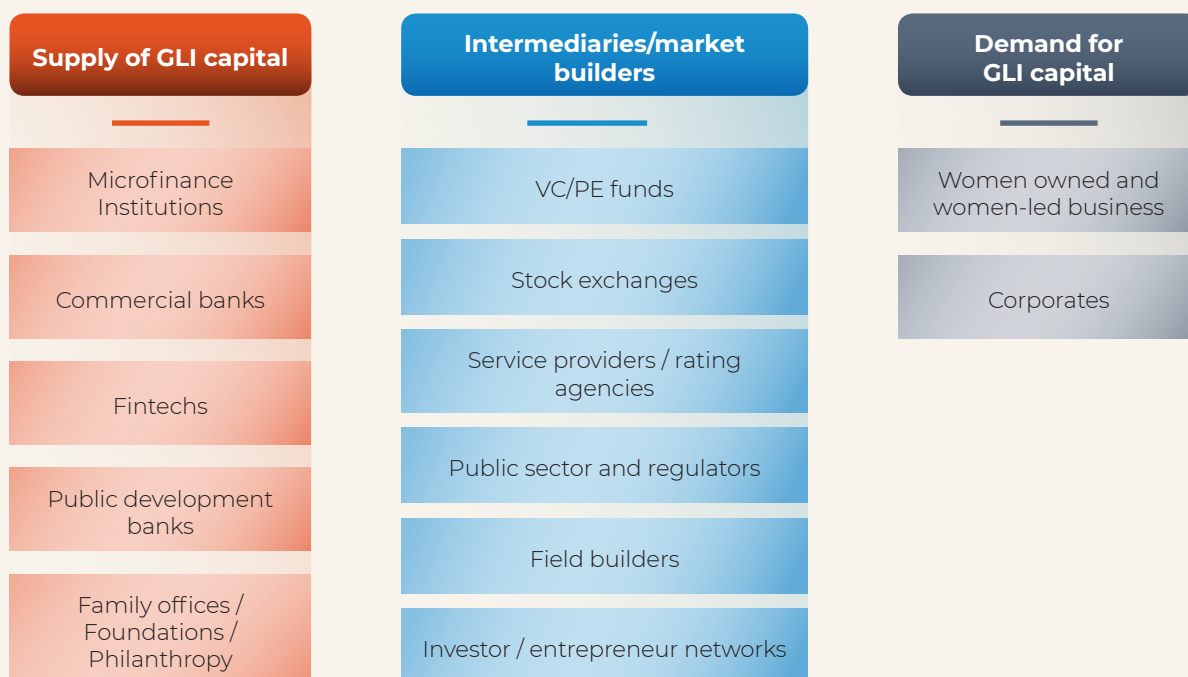 Supply of GLI capital
Microfinance
Institutions
Commercial banks
Fintechs
Public development
banks
Family offices /
Foundations /
Philanthropy
Intermediaries/market
builders
VC/PE funds
Stock exchanges
Service providers / rating
agencies
Public sector and regulators
Field builders
Investor / entrepreneur networks
Demand for
GLI capital
Women owned and
women-led business
Corporates